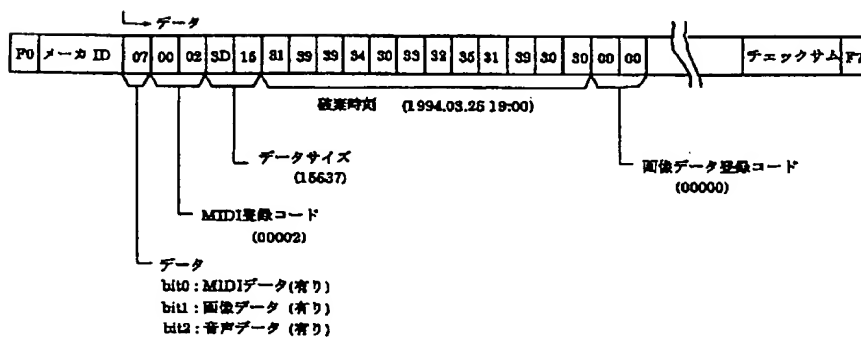 データ
F0 メーカ ID 07 00 02 3D 15 31 39 39 34 30 33 32 35 31 39 30 30 00 00 チェックサム F7
破棄時刻 (1994.03.25 19:00)
データサイズ
(15637)
画像データ登録コード
(00000)
MIDI登録コード
(00002)
データ
bit0 : MIDIデータ(有り)
bit1 : 画像データ (有り)
bit2 : 音声データ (有り)